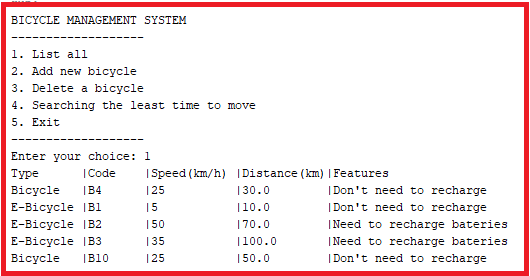 BICYCLE MANAGEMENT SYSTEM
-------------------
1. List all
2. Add new bicycle
3. Delete a bicycle
4. Searching the least time to move
5. Exit
-------------------
Enter your choice: 1
Type      |Code    |Speed(km/h) |Distance(km)|Features
Bicycle   |B4      |25          |30.0        |Don't need to recharge
E-Bicycle |B1      |5           |10.0        |Don't need to recharge
E-Bicycle |B2      |50          |70.0        |Need to recharge bateries
E-Bicycle |B3      |35          |100.0       |Need to recharge bateries
Bicycle   |B10     |25          |50.0        |Don't need to recharge